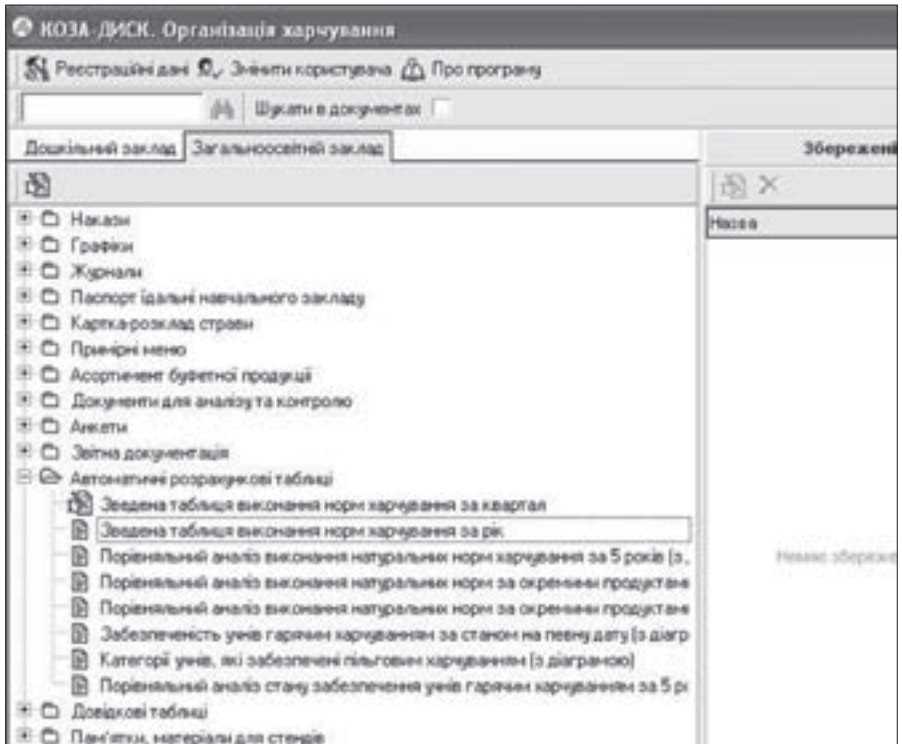 КОЗА-ДИСК. Організація харчування
Реєстраційні дані Змінити користувача Про програму
Шукати в документах
Дошкільний заклад Загальноосвітній заклад Збережені
Назва
Накази
Графіки
Журнали
Паспорт їдальні навчального закладу
Картка-розклад страви
Примірні меню
Асортимент буфетної продукції
Документи для аналізу та контролю
Анкети
Звітна документація
Автоматичні розрахункові таблиці
Зведена таблиця виконання норм харчування за квартал
Зведена таблиця виконання норм харчування за рік
Порівняльний аналіз виконання натуральних норм харчування за 5 років (з
Немає збереже
Порівняльний аналіз виконання натуральних норм за окремими продуктами
Порівняльний аналіз виконання натуральних норм за окремими продуктами
Забезпеченість учнів гарячим харчуванням за станом на певну дату (з діагр
Категорії учнів, які забезпечені пільговим харчуванням (з діаграмою)
Порівняльний аналіз стану забезпечення учнів гарячим харчуванням за 5 рс
Довідкові таблиці
Пам'ятки, матеріали для стендів